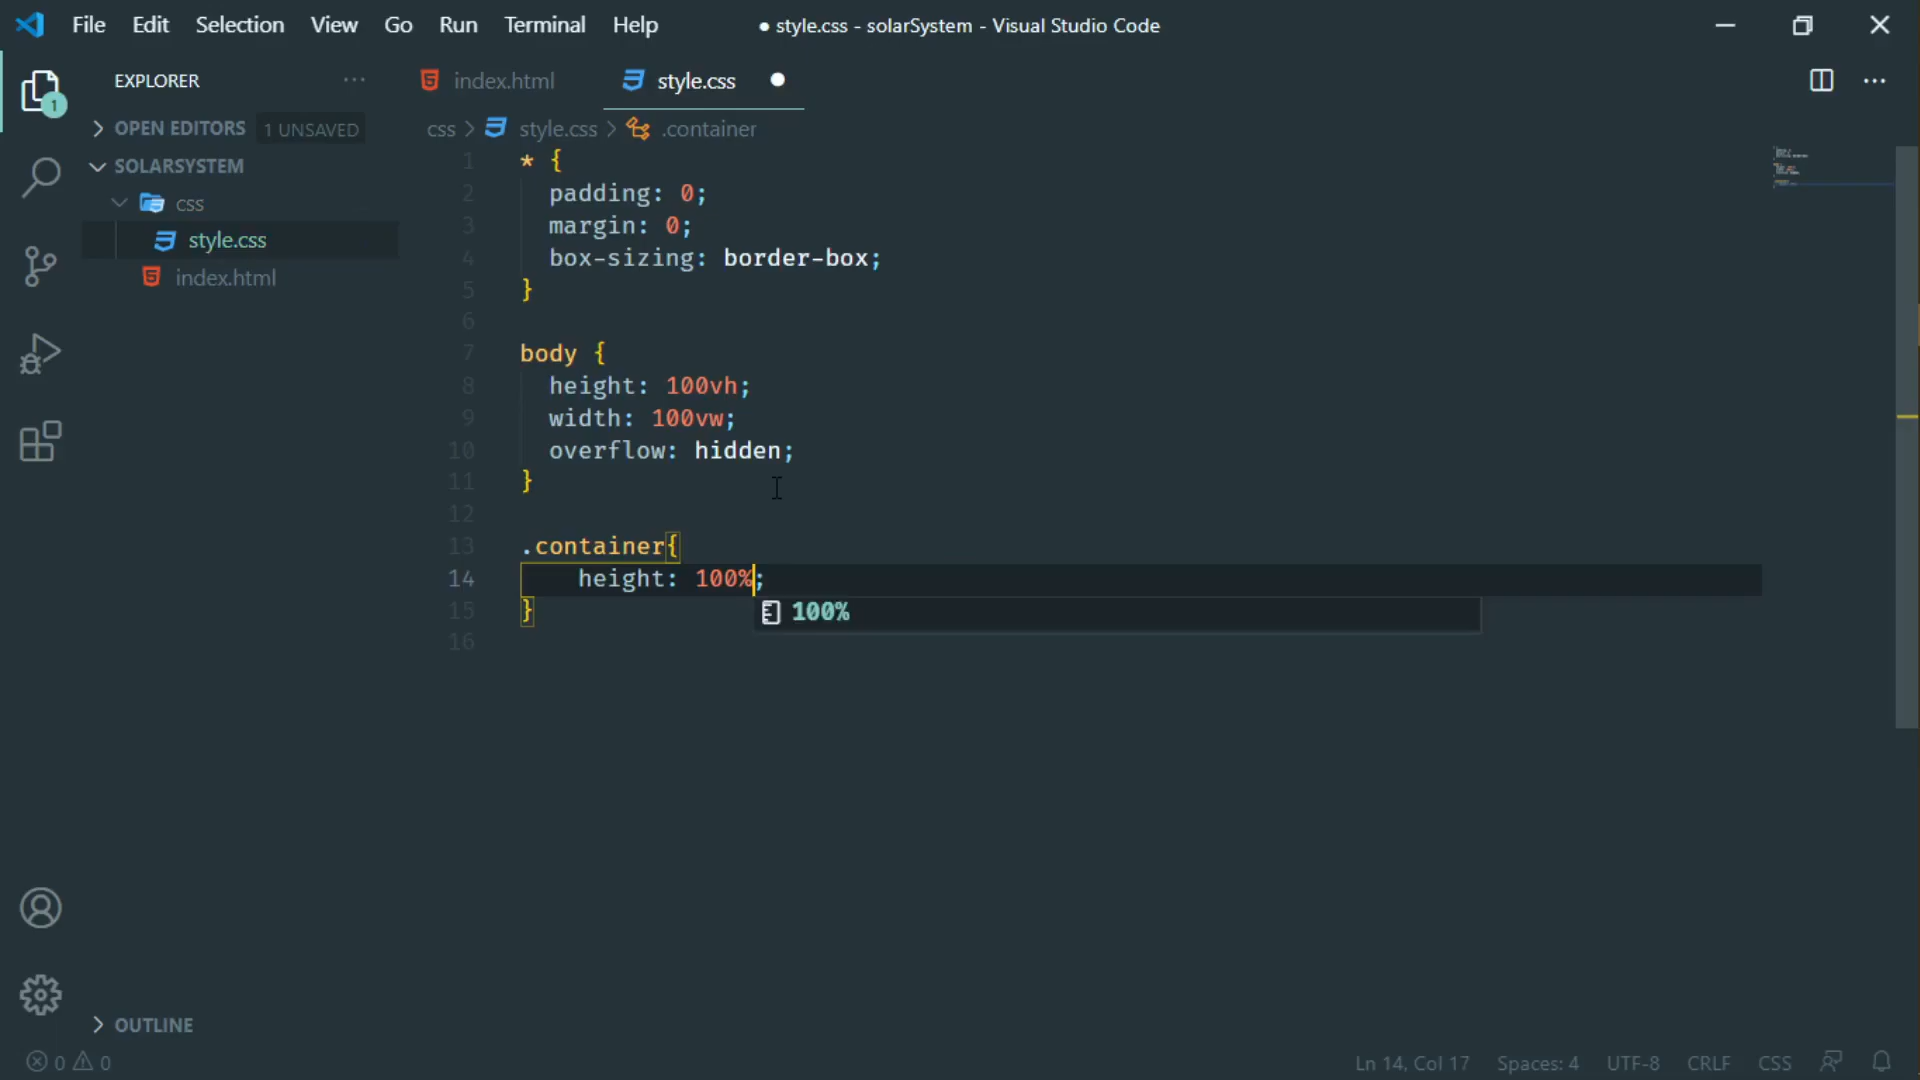 File Edit Selection View Go Run Terminal Help ● style.css - solarSystem - Visual Studio Code
EXPLORER ···
index.html style.css
OPEN EDITORS 1 UNSAVED
css > style.css > .container
SOLARSYSTEM
css
style.css
index.html
1
1 * {
2 padding: 0;
3 margin: 0;
4 box-sizing: border-box;
5 }
6
7 body {
8 height: 100vh;
9 width: 100vw;
10 overflow: hidden;
11 }
12
13 .container{
14 height: 100%;
15 }
100%
16
OUTLINE
0 0 Ln 14, Col 17 Spaces: 4 UTF-8 CRLF CSS